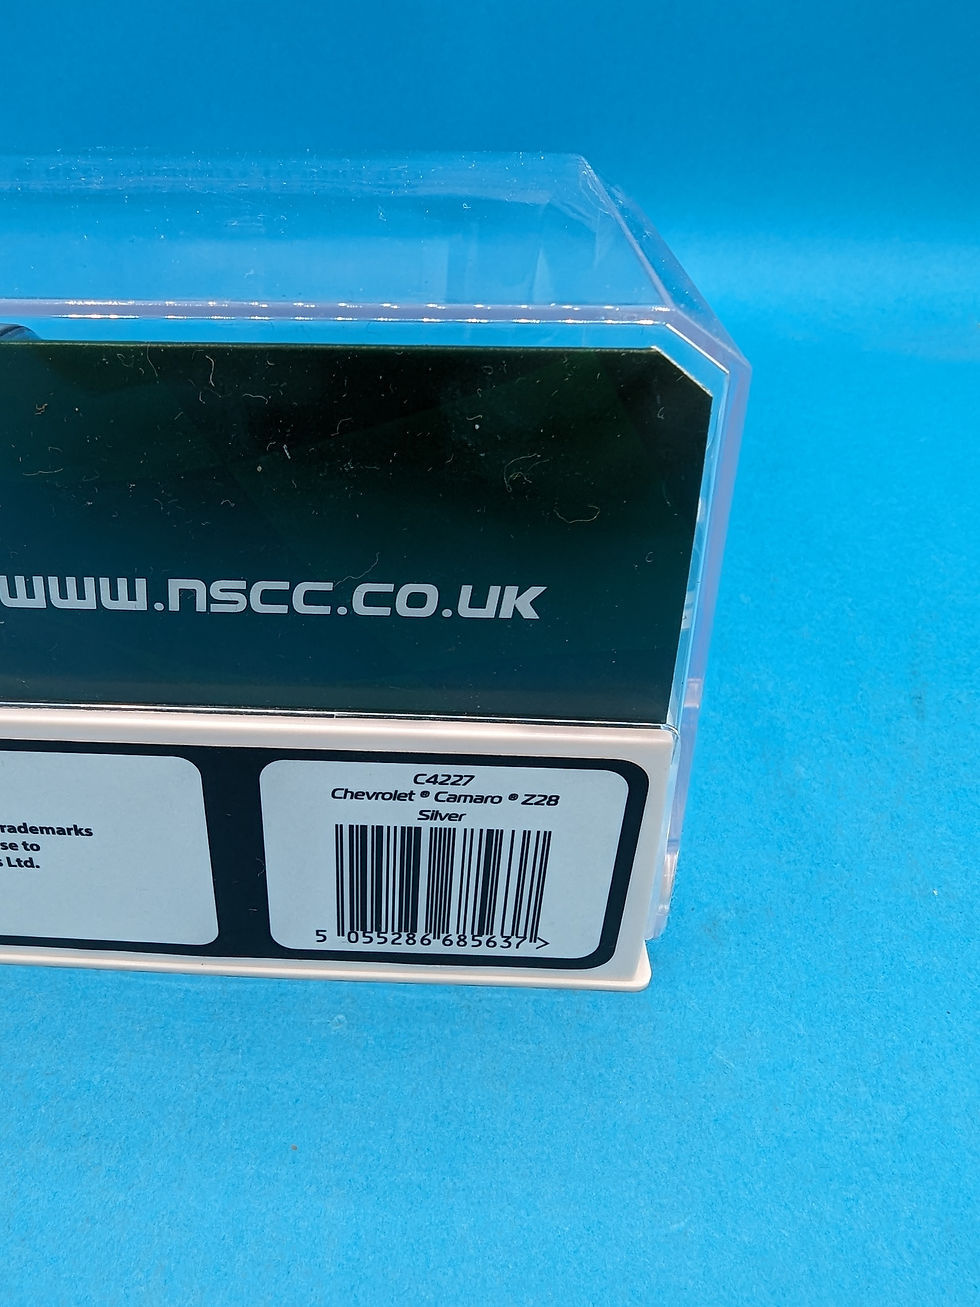 www.nscc.co.uk
rademarks
se to
s Ltd.
C4227
Chevrolet ® Camaro ® Z28
Silver
5 055286 685637 >